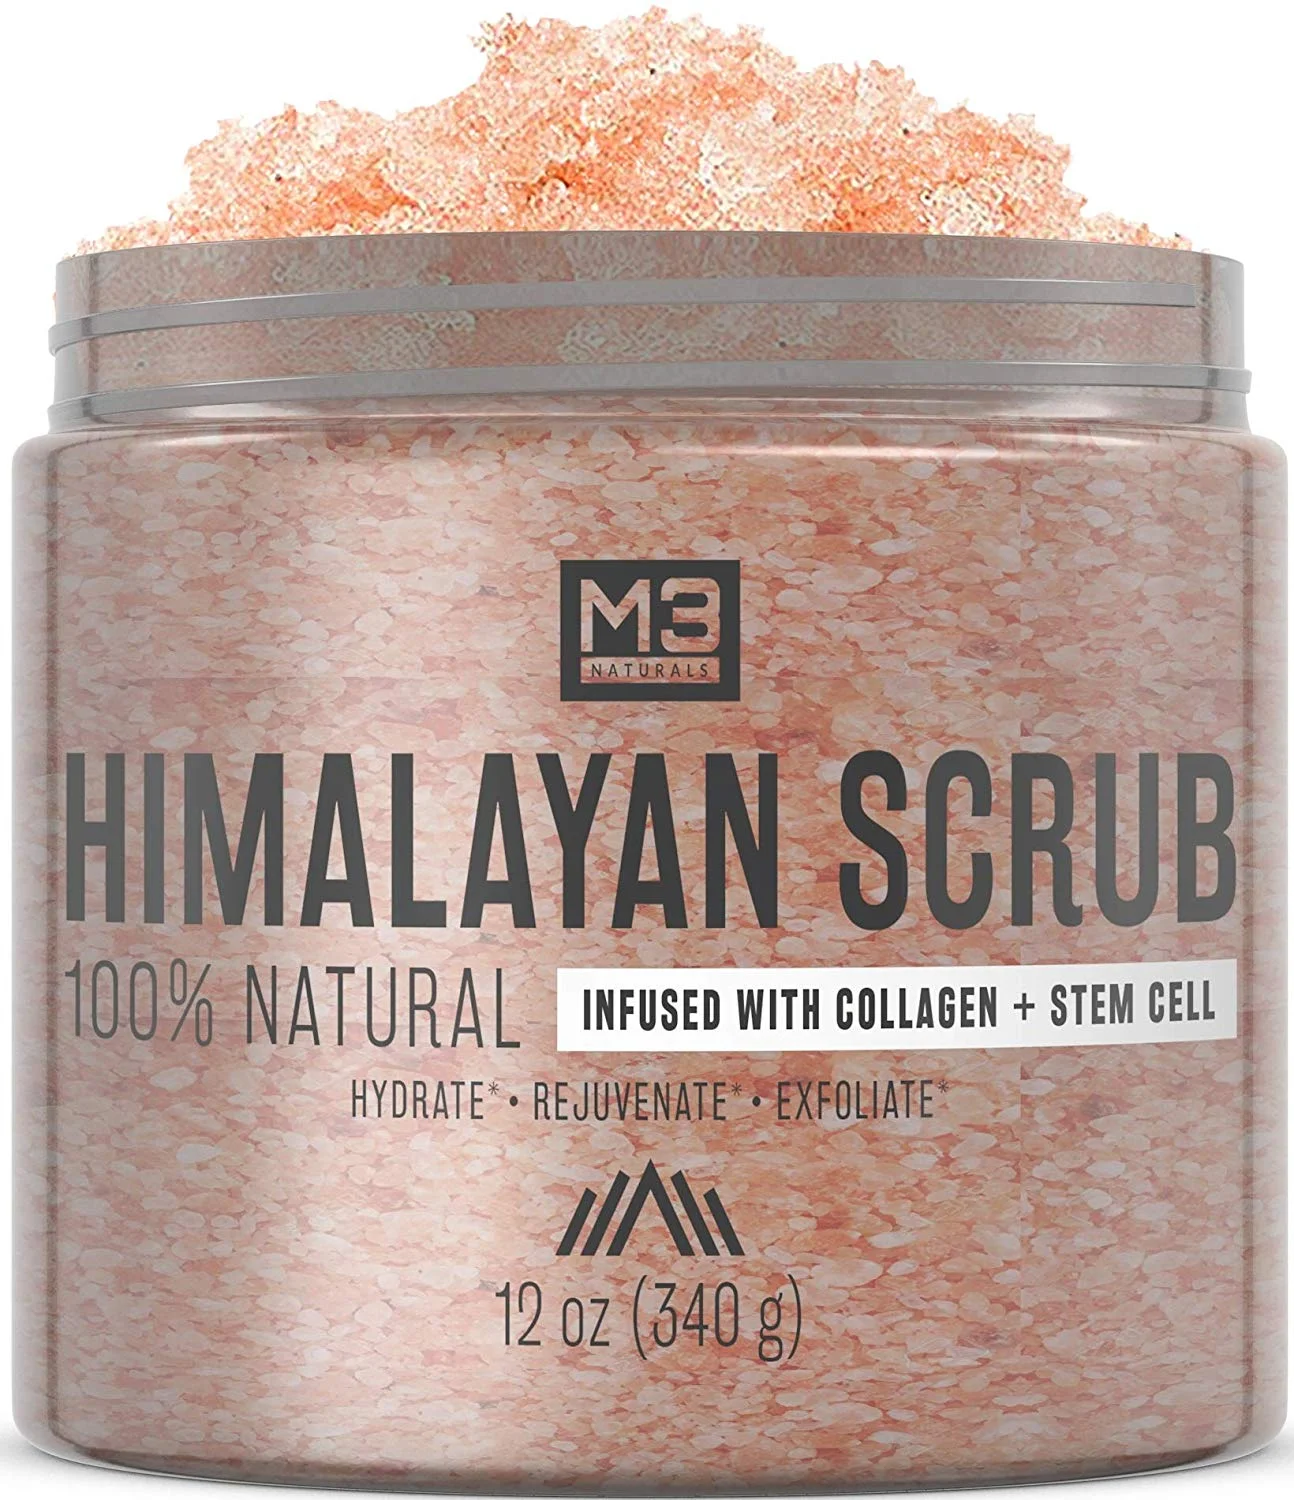 M3
NATURALS
HIMALAYAN SCRUB
100% NATURAL
INFUSED WITH COLLAGEN + STEM CELL
HYDRATE* • REJUVENATE* • EXFOLIATE*
12 oz (340 g)